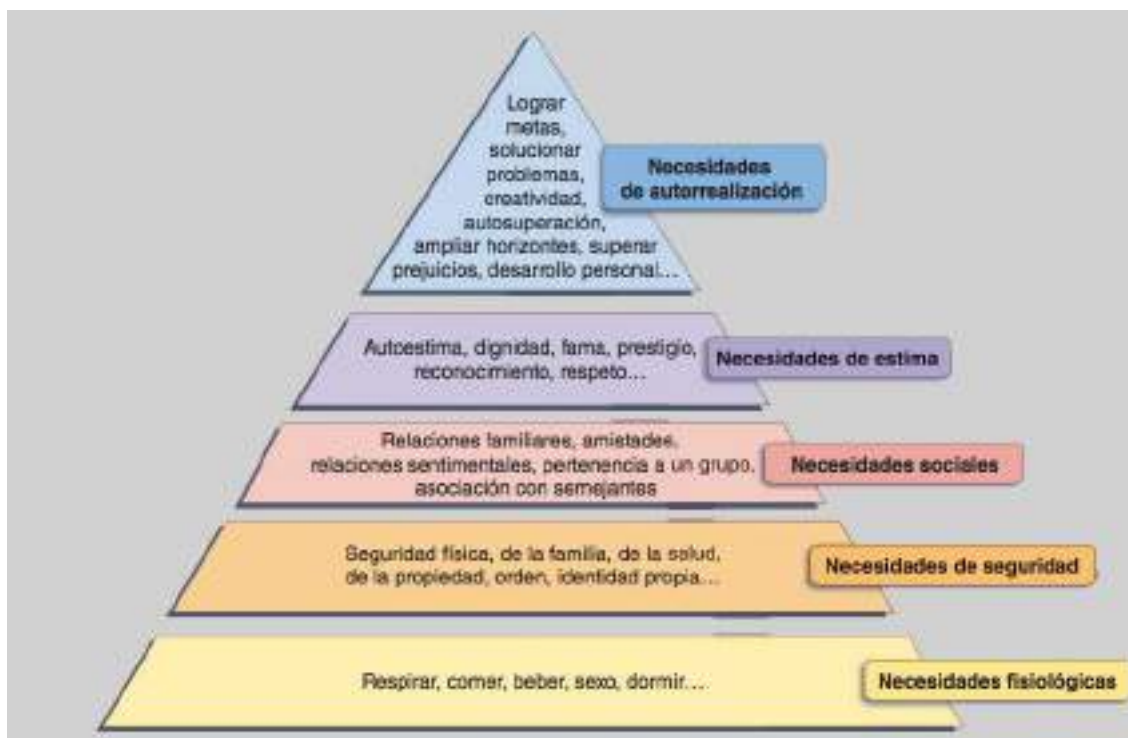 Lograr
metas,
solucionar
problemas,
creatividad,
autosuperación,
ampliar horizontes, superar
prejuicios, desarrollo personal...
Necesidades
de autorrealización
Autoestima, dignidad, fama, prestigio,
reconocimiento, respeto...
Necesidades de estima
Relaciones familiares, amistades,
relaciones sentimentales, pertenencia a un grupo,
asociación con semejantes
Necesidades sociales
Seguridad física, de la familia, de la salud,
de la propiedad, orden, identidad propia...
Necesidades de seguridad
Respirar, comer, beber, sexo, dormir...
Necesidades fisiológicas